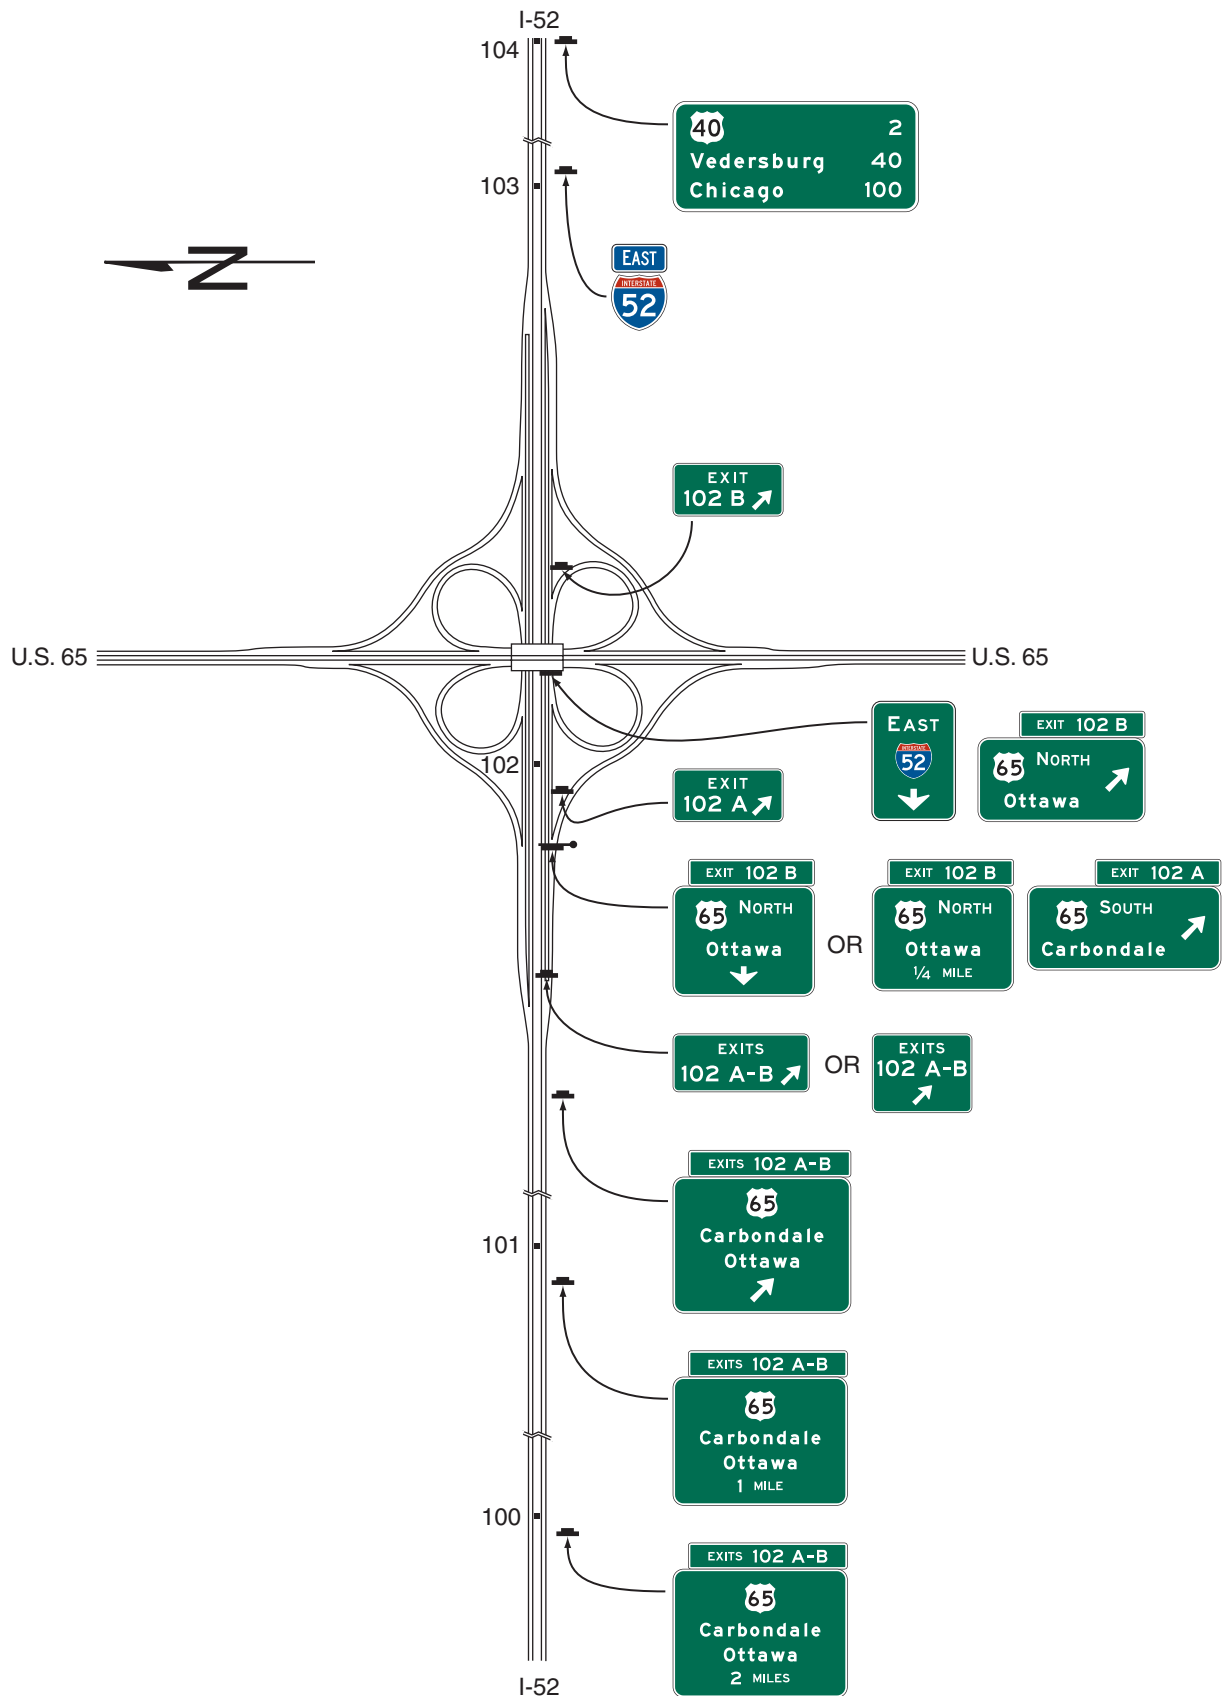 I-52
104
40 2
Vedersburg 40
Chicago 100
103
N
EAST
INTERSTATE
52
EXIT
102 B
U.S. 65
U.S. 65
EAST
INTERSTATE
52
EXIT 102 B
65 NORTH
Ottawa
102
EXIT
102 A
EXIT 102 B
65 NORTH
Ottawa
OR
EXIT 102 B
65 NORTH
Ottawa
1/4 MILE
EXIT 102 A
65 SOUTH
Carbondale
EXITS
102 A-B
OR
EXITS
102 A-B
EXITS 102 A-B
65
Carbondale
Ottawa
101
EXITS 102 A-B
65
Carbondale
Ottawa
1 MILE
100
EXITS 102 A-B
65
Carbondale
Ottawa
2 MILES
I-52